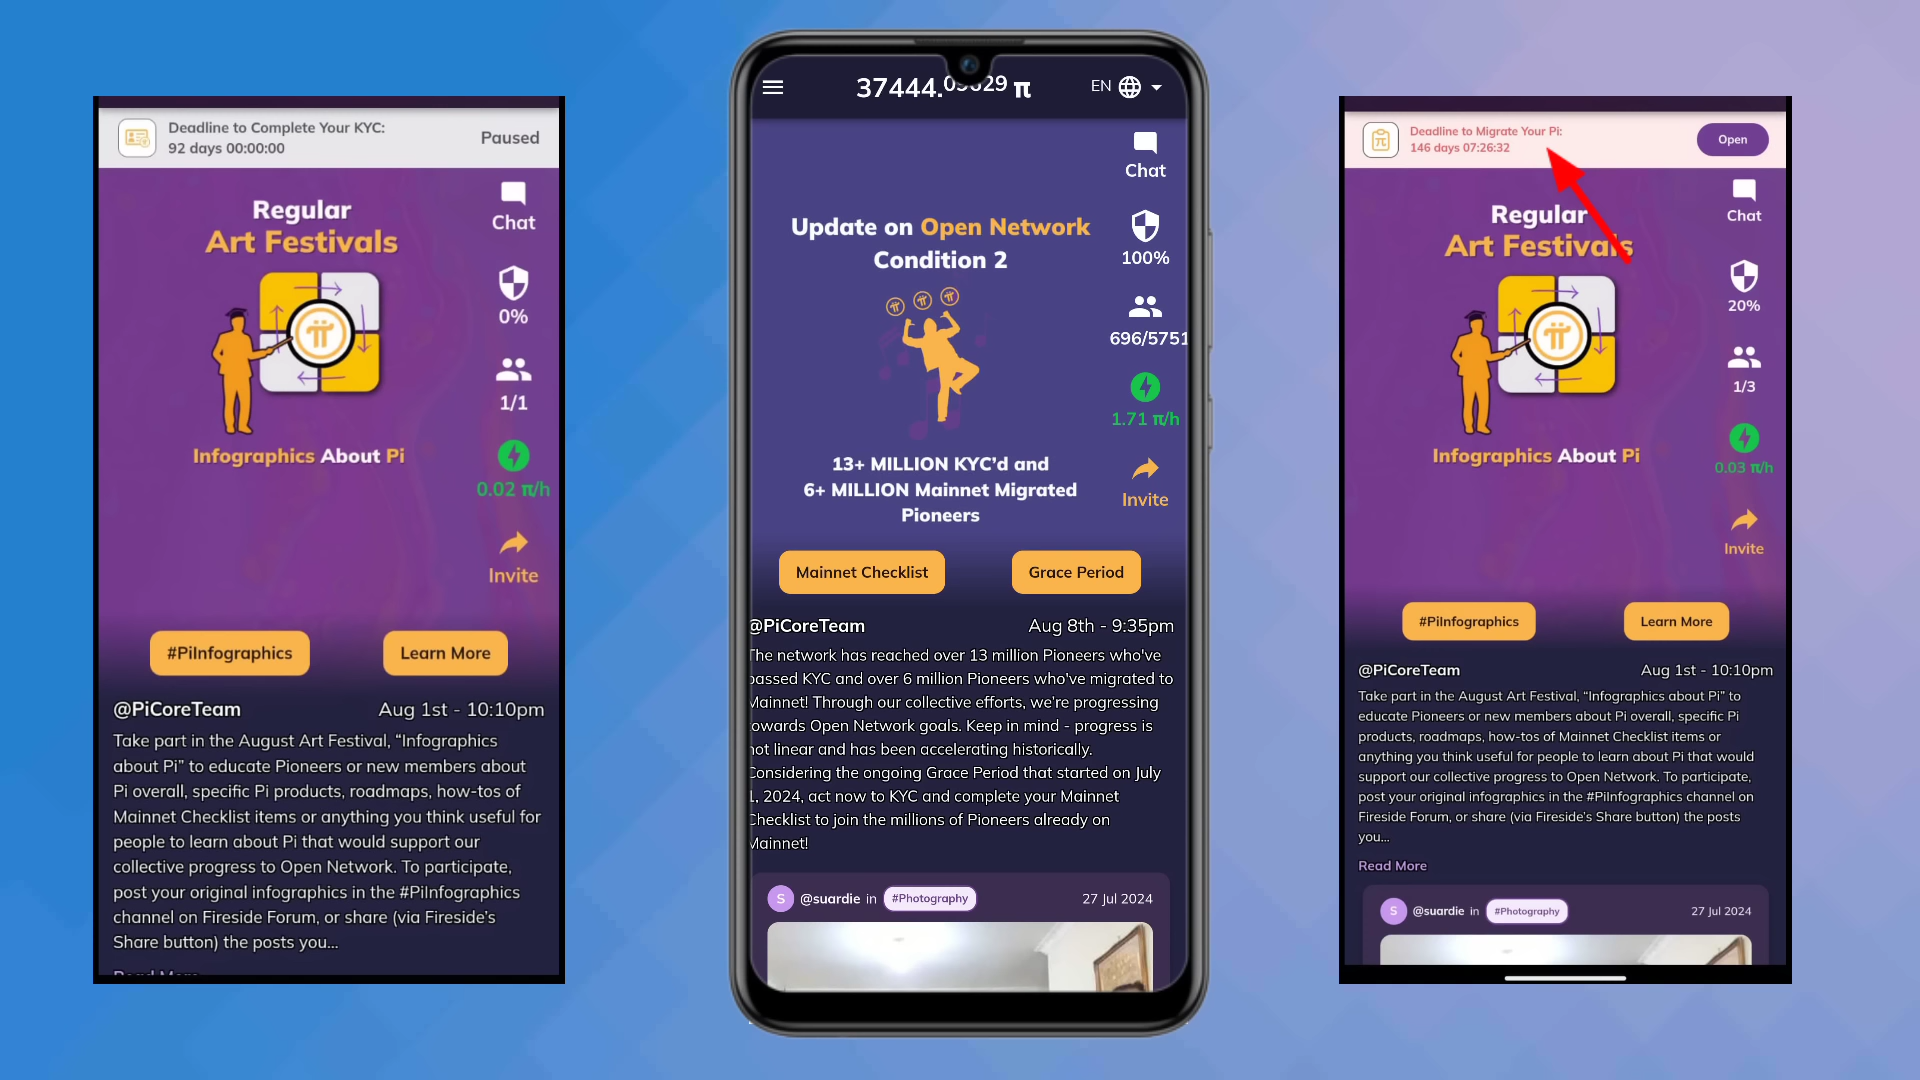 Deadline to Complete Your KYC:
92 days 00:00:00
Paused
Regular
Art Festivals
Chat
0%
1/1
0.02 π/h
Invite
Infographics About Pi
#PiInfographics
Learn More
@PiCoreTeam
Aug 1st - 10:10pm
Take part in the August Art Festival, “Infographics
about Pi” to educate Pioneers or new members about
Pi overall, specific Pi products, roadmaps, how-tos of
Mainnet Checklist items or anything you think useful for
people to learn about Pi that would support our
collective progress to Open Network. To participate,
post your original infographics in the #PiInfographics
channel on Fireside Forum, or share (via Fireside’s
Share button) the posts you...
Read More
37444. π
EN
Chat
Update on Open Network
Condition 2
100%
696/5751
1.71 π/h
Invite
13+ MILLION KYC’d and
6+ MILLION Mainnet Migrated
Pioneers
Mainnet Checklist
Grace Period
@PiCoreTeam
Aug 8th - 9:35pm
The network has reached over 13 million Pioneers who've
passed KYC and over 6 million Pioneers who've migrated to
Mainnet! Through our collective efforts, we're progressing
towards Open Network goals. Keep in mind - progress is
not linear and has been accelerating historically.
Considering the ongoing Grace Period that started on July
1, 2024, act now to KYC and complete your Mainnet
Checklist to join the millions of Pioneers already on
Mainnet!
S @suardie in #Photography 27 Jul 2024
Deadline to Migrate Your Pi:
146 days 07:26:32
Open
Regular
Art Festivals
Chat
20%
1/3
0.03 π/h
Invite
Infographics About Pi
#PiInfographics
Learn More
@PiCoreTeam
Aug 1st - 10:10pm
Take part in the August Art Festival, “Infographics about Pi” to
educate Pioneers or new members about Pi overall, specific Pi
products, roadmaps, how-tos of Mainnet Checklist items or
anything you think useful for people to learn about Pi that would
support our collective progress to Open Network. To participate,
post your original infographics in the #PiInfographics channel on
Fireside Forum, or share (via Fireside’s Share button) the posts
you...
Read More
S @suardie in #Photography 27 Jul 2024